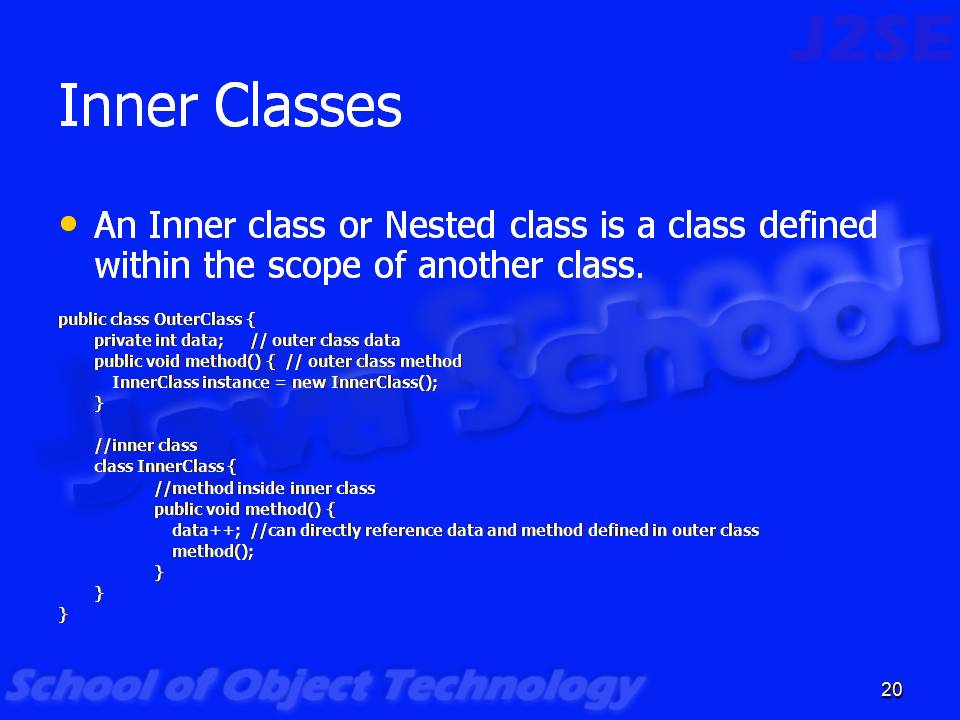 J2SE
Inner Classes
• An Inner class or Nested class is a class defined
within the scope of another class.
public class OuterClass {
private int data; // outer class data
public void method() { // outer class method
InnerClass instance = new InnerClass();
}
//inner class
class InnerClass {
//method inside inner class
public void method() {
data++; //can directly reference data and method defined in outer class
method();
}
}
}
Java School
School of Object Technology
20